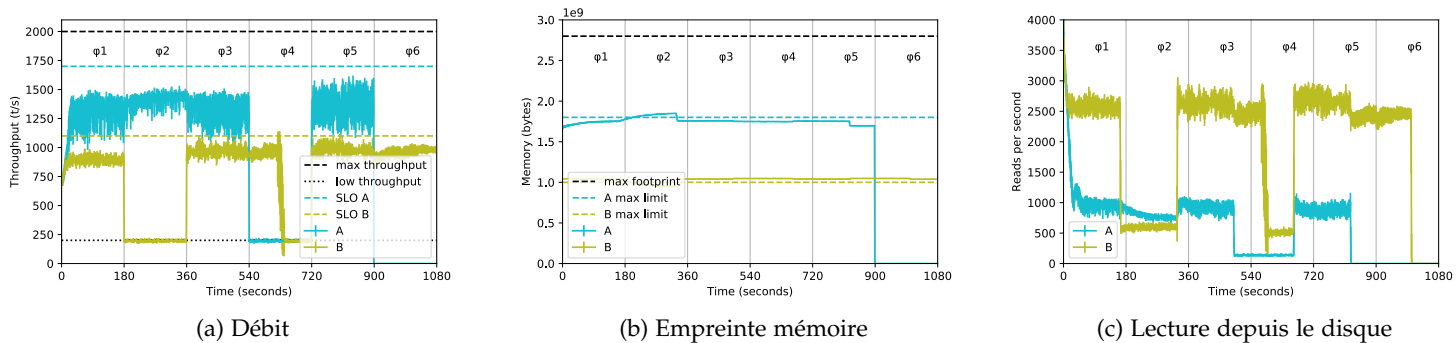 2000
1750
1500
1250
1000
750
500
250
0
Throughput (t/s)
φ1 φ2 φ3 φ4 φ5 φ6
max throughput
low throughput
SLO A
SLO B
A
B
0 180 360 540 720 900 1080
Time (seconds)
(a) Débit
1e9
3.0
2.5
2.0
1.5
1.0
0.5
0.0
Memory (bytes)
φ1 φ2 φ3 φ4 φ5 φ6
max footprint
A max limit
B max limit
A
B
0 180 360 540 720 900 1080
Time (seconds)
(b) Empreinte mémoire
4000
3500
3000
2500
2000
1500
1000
500
0
Reads per second
φ1 φ2 φ3 φ4 φ5 φ6
A
B
0 180 360 540 720 900 1080
Time (seconds)
(c) Lecture depuis le disque